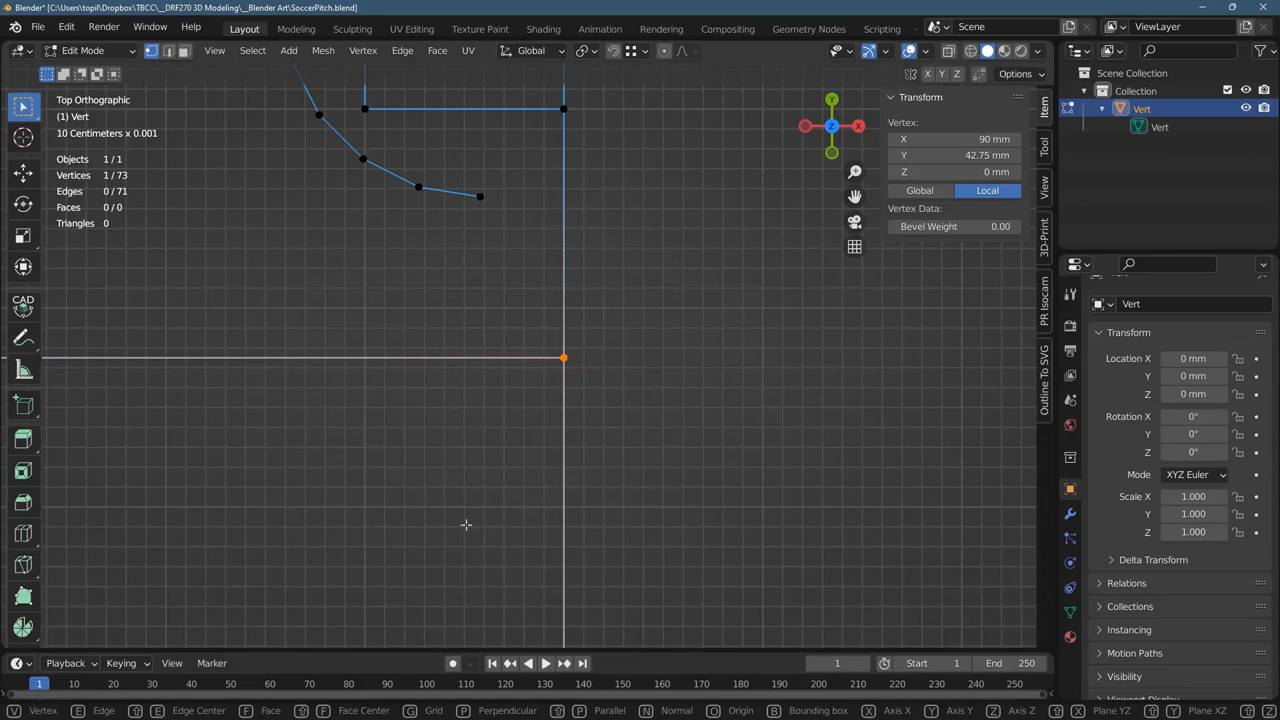 Blender* [C:\Users\topil\Dropbox\TBCC\__DRF270 3D Modeling\__Blender Art\SoccerPitch.blend]
File Edit Render Window Help Layout Modeling Sculpting UV Editing Texture Paint Shading Animation Rendering Compositing Geometry Nodes Scripting Scene ViewLayer
Edit Mode View Select Add Mesh Vertex Edge Face UV Global
X Y Z Options
Top Orthographic
(1) Vert
10 Centimeters x 0.001
Objects 1/1
Vertices 1/73
Edges 0/71
Faces 0/0
Triangles 0
CAD
Y
X
Z
Transform
Vertex:
X 90 mm
Y 42.75 mm
Z 0 mm
Global Local
Vertex Data:
Bevel Weight 0.00
Item
Tool
View
3D-Print
PR Isocam
Outline To SVG
Scene Collection
Collection
Vert
Vert
Vert
Transform
Location X 0 mm
Y 0 mm
Z 0 mm
Rotation X 0°
Y 0°
Z 0°
Mode XYZ Euler
Scale X 1.000
Y 1.000
Z 1.000
Delta Transform
Relations
Collections
Instancing
Motion Paths
Visibility
Viewport Display
Playback Keying View Marker 1 Start 1 End 250
1 10 20 30 40 50 60 70 80 90 100 110 120 130 140 150 160 170 180 190 200 210 220 230 240 250
V Vertex E Edge Edge Center F Face Face Center G Grid P Perpendicular Parallel N Normal O Origin B Bounding box X Axis X Y Axis Y Z Axis Z X Plane YZ Y Plane XZ Z